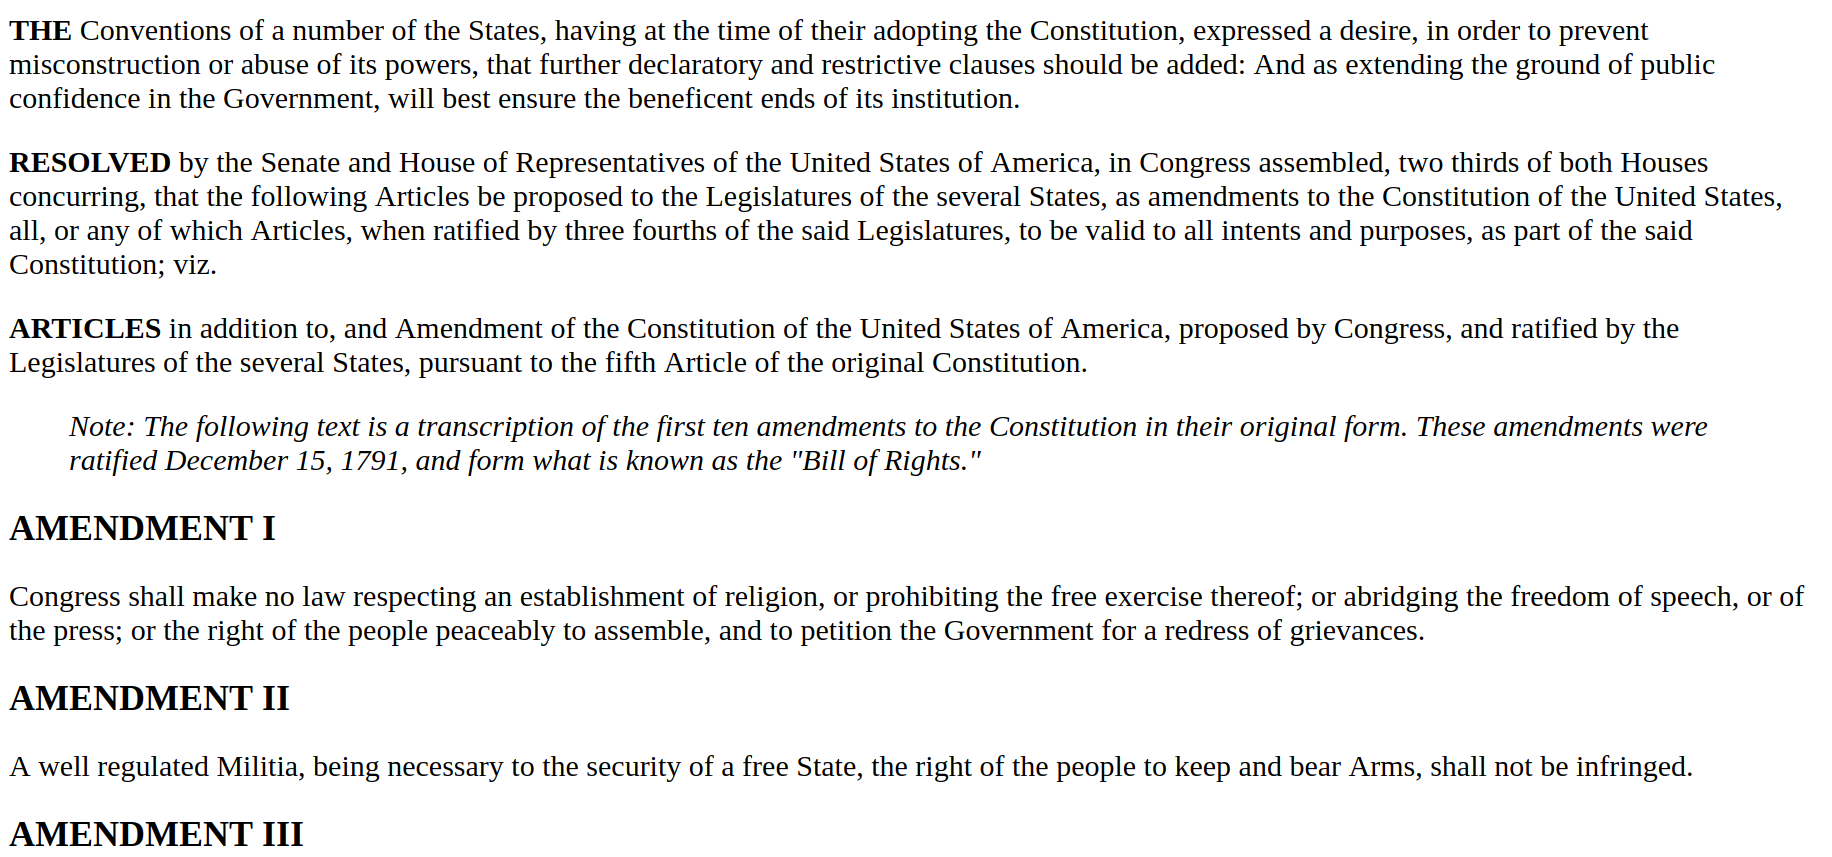 THE Conventions of a number of the States, having at the time of their adopting the Constitution, expressed a desire, in order to prevent
misconstruction or abuse of its powers, that further declaratory and restrictive clauses should be added: And as extending the ground of public
confidence in the Government, will best ensure the beneficent ends of its institution.
RESOLVED by the Senate and House of Representatives of the United States of America, in Congress assembled, two thirds of both Houses
concurring, that the following Articles be proposed to the Legislatures of the several States, as amendments to the Constitution of the United States,
all, or any of which Articles, when ratified by three fourths of the said Legislatures, to be valid to all intents and purposes, as part of the said
Constitution; viz.
ARTICLES in addition to, and Amendment of the Constitution of the United States of America, proposed by Congress, and ratified by the
Legislatures of the several States, pursuant to the fifth Article of the original Constitution.
Note: The following text is a transcription of the first ten amendments to the Constitution in their original form. These amendments were
ratified December 15, 1791, and form what is known as the "Bill of Rights."
AMENDMENT I
Congress shall make no law respecting an establishment of religion, or prohibiting the free exercise thereof; or abridging the freedom of speech, or of
the press; or the right of the people peaceably to assemble, and to petition the Government for a redress of grievances.
AMENDMENT II
A well regulated Militia, being necessary to the security of a free State, the right of the people to keep and bear Arms, shall not be infringed.
AMENDMENT III